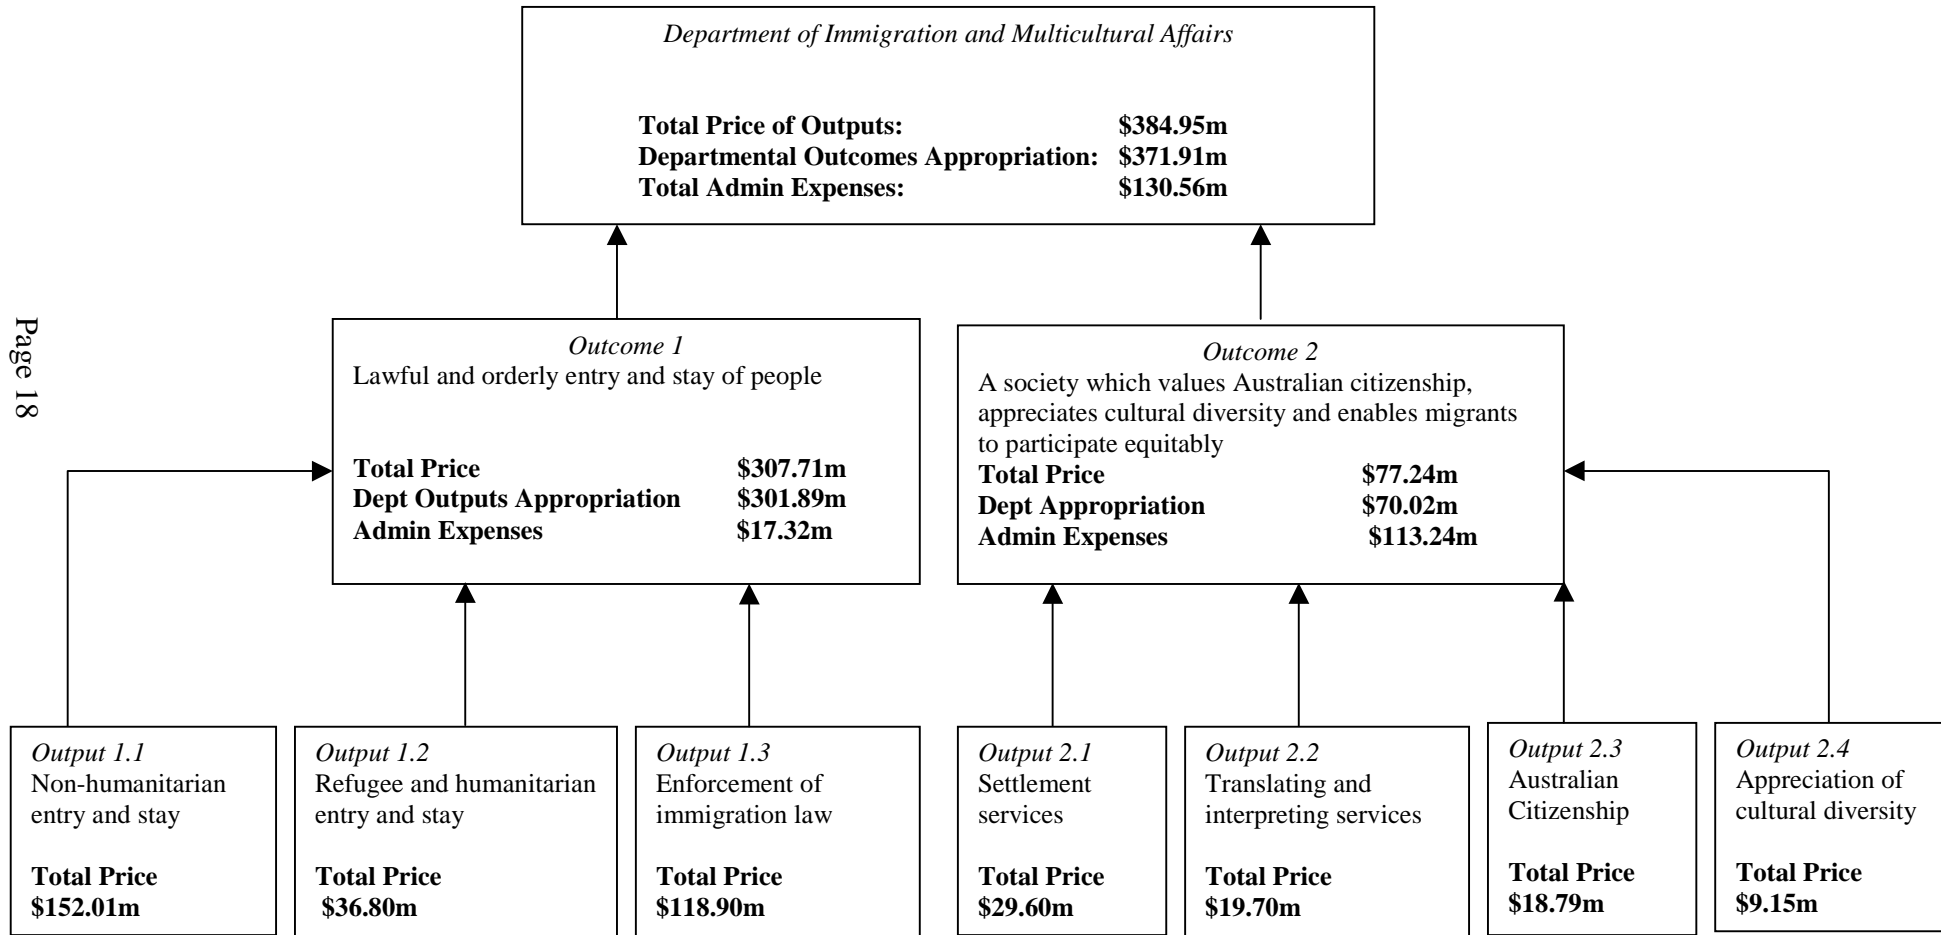 Department of Immigration and Multicultural Affairs
Total Price of Outputs: $384.95m
Departmental Outcomes Appropriation: $371.91m
Total Admin Expenses: $130.56m
Page 18
Outcome 1
Lawful and orderly entry and stay of people
Total Price $307.71m
Dept Outputs Appropriation $301.89m
Admin Expenses $17.32m
Outcome 2
A society which values Australian citizenship,
appreciates cultural diversity and enables migrants
to participate equitably
Total Price $77.24m
Dept Appropriation $70.02m
Admin Expenses $113.24m
Output 1.1
Non-humanitarian
entry and stay
Total Price
$152.01m
Output 1.2
Refugee and humanitarian
entry and stay
Total Price
$36.80m
Output 1.3
Enforcement of
immigration law
Total Price
$118.90m
Output 2.1
Settlement
services
Total Price
$29.60m
Output 2.2
Translating and
interpreting services
Total Price
$19.70m
Output 2.3
Australian
Citizenship
Total Price
$18.79m
Output 2.4
Appreciation of
cultural diversity
Total Price
$9.15m